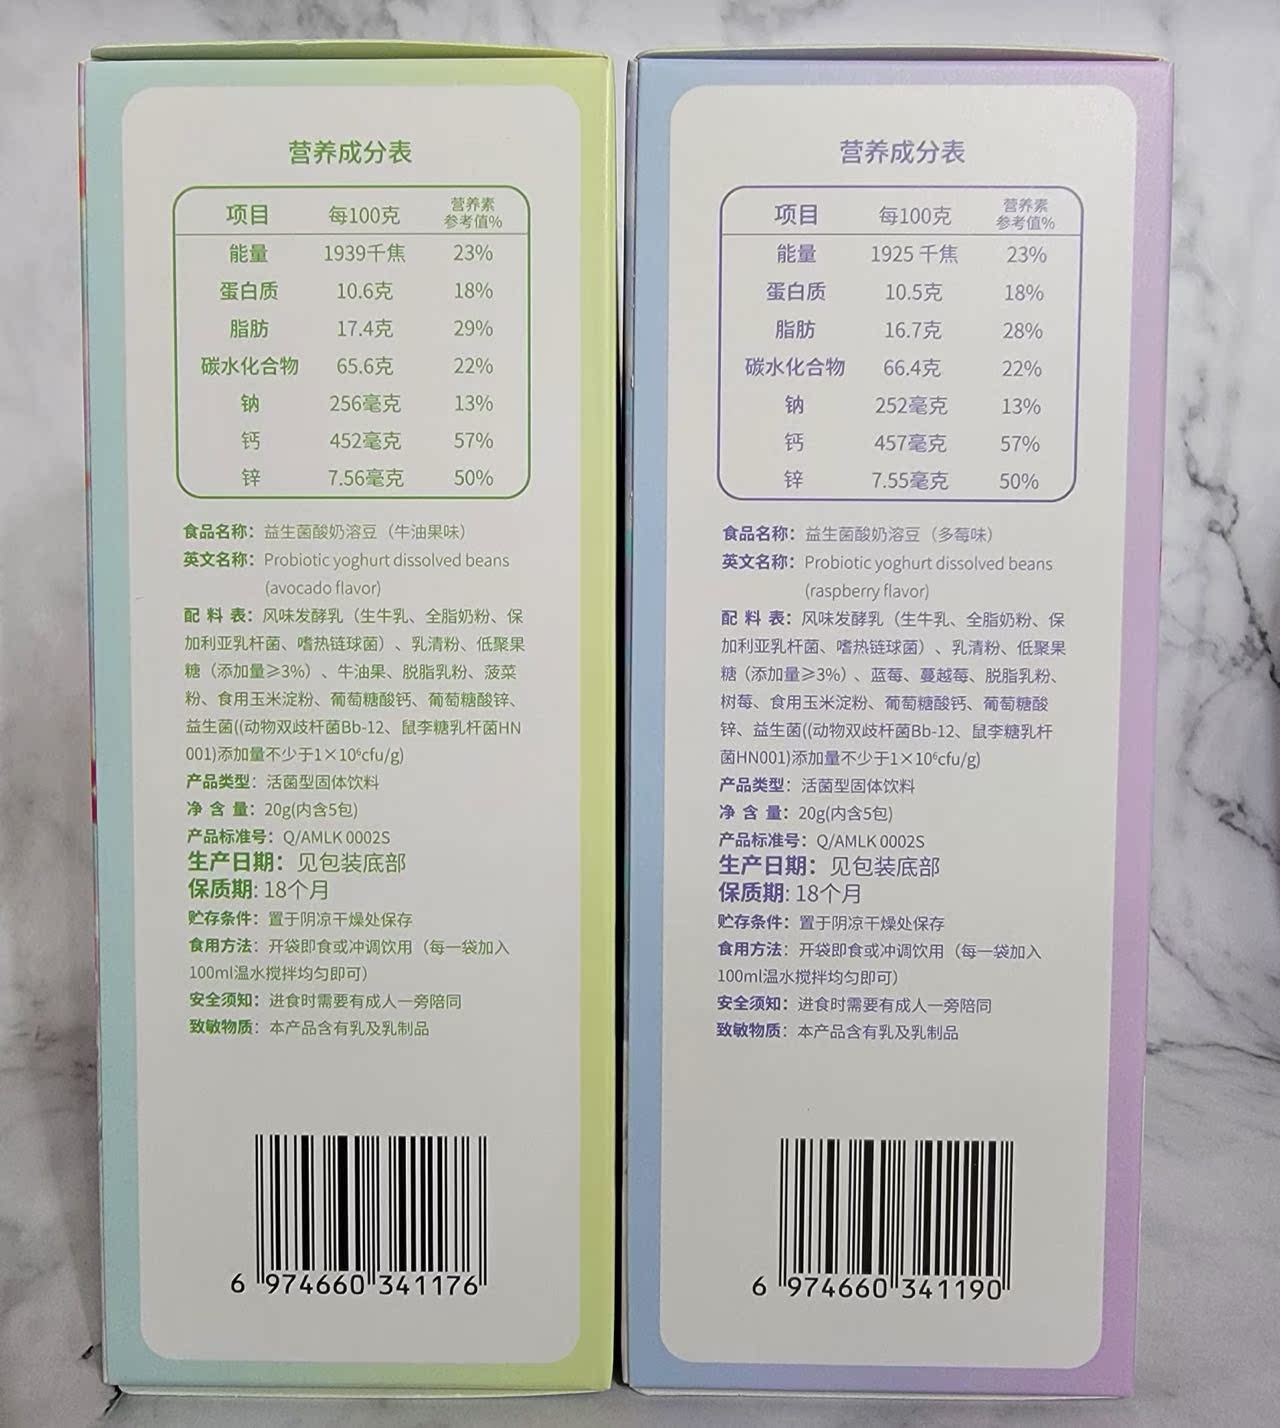 营养成分表
项目 每100克 营养素参考值%
能量 1939千焦 23%
蛋白质 10.6克 18%
脂肪 17.4克 29%
碳水化合物 65.6克 22%
钠 256毫克 13%
钙 452毫克 57%
锌 7.56毫克 50%
食品名称：益生菌酸奶溶豆（牛油果味）
英文名称：Probiotic yoghurt dissolved beans
(avocado flavor)
配料表：风味发酵乳（生牛乳、全脂奶粉、保
加利亚乳杆菌、嗜热链球菌）、乳清粉、低聚果
糖（添加量≥3%）、牛油果、脱脂乳粉、菠菜
粉、食用玉米淀粉、葡萄糖酸钙、葡萄糖酸锌、
益生菌((动物双歧杆菌Bb-12、鼠李糖乳杆菌HN
001)添加量不少于1×10⁶cfu/g)
产品类型：活菌型固体饮料
净含量：20g(内含5包)
产品标准号：Q/AMLK 0002S
生产日期：见包装底部
保质期: 18个月
贮存条件：置于阴凉干燥处保存
食用方法：开袋即食或冲调饮用（每一袋加入
100ml温水搅拌均匀即可）
安全须知：进食时需要有成人一旁陪同
致敏物质：本产品含有乳及乳制品
6 974660 341176
营养成分表
项目 每100克 营养素参考值%
能量 1925 千焦 23%
蛋白质 10.5克 18%
脂肪 16.7克 28%
碳水化合物 66.4克 22%
钠 252毫克 13%
钙 457毫克 57%
锌 7.55毫克 50%
食品名称：益生菌酸奶溶豆（多莓味）
英文名称：Probiotic yoghurt dissolved beans
(raspberry flavor)
配料表：风味发酵乳（生牛乳、全脂奶粉、保
加利亚乳杆菌、嗜热链球菌）、乳清粉、低聚果
糖（添加量≥3%）、蓝莓、蔓越莓、脱脂乳粉、
树莓、食用玉米淀粉、葡萄糖酸钙、葡萄糖酸
锌、益生菌((动物双歧杆菌Bb-12、鼠李糖乳杆
菌HN001)添加量不少于1×10⁶cfu/g)
产品类型：活菌型固体饮料
净含量：20g(内含5包)
产品标准号：Q/AMLK 0002S
生产日期：见包装底部
保质期: 18个月
贮存条件：置于阴凉干燥处保存
食用方法：开袋即食或冲调饮用（每一袋加入
100ml温水搅拌均匀即可）
安全须知：进食时需要有成人一旁陪同
致敏物质：本产品含有乳及乳制品
6 974660 341190